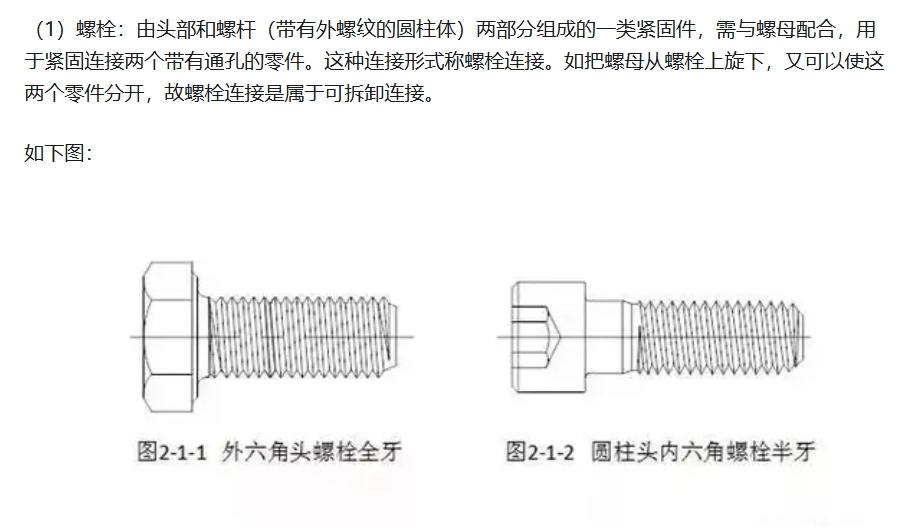 （1）螺栓：由头部和螺杆（带有外螺纹的圆柱体）两部分组成的一类紧固件，需与螺母配合，用
于紧固连接两个带有通孔的零件。这种连接形式称螺栓连接。如把螺母从螺栓上旋下，又可以使这
两个零件分开，故螺栓连接是属于可拆卸连接。
如下图：
图2-1-1 外六角头螺栓全牙
图2-1-2 圆柱头内六角螺栓半牙